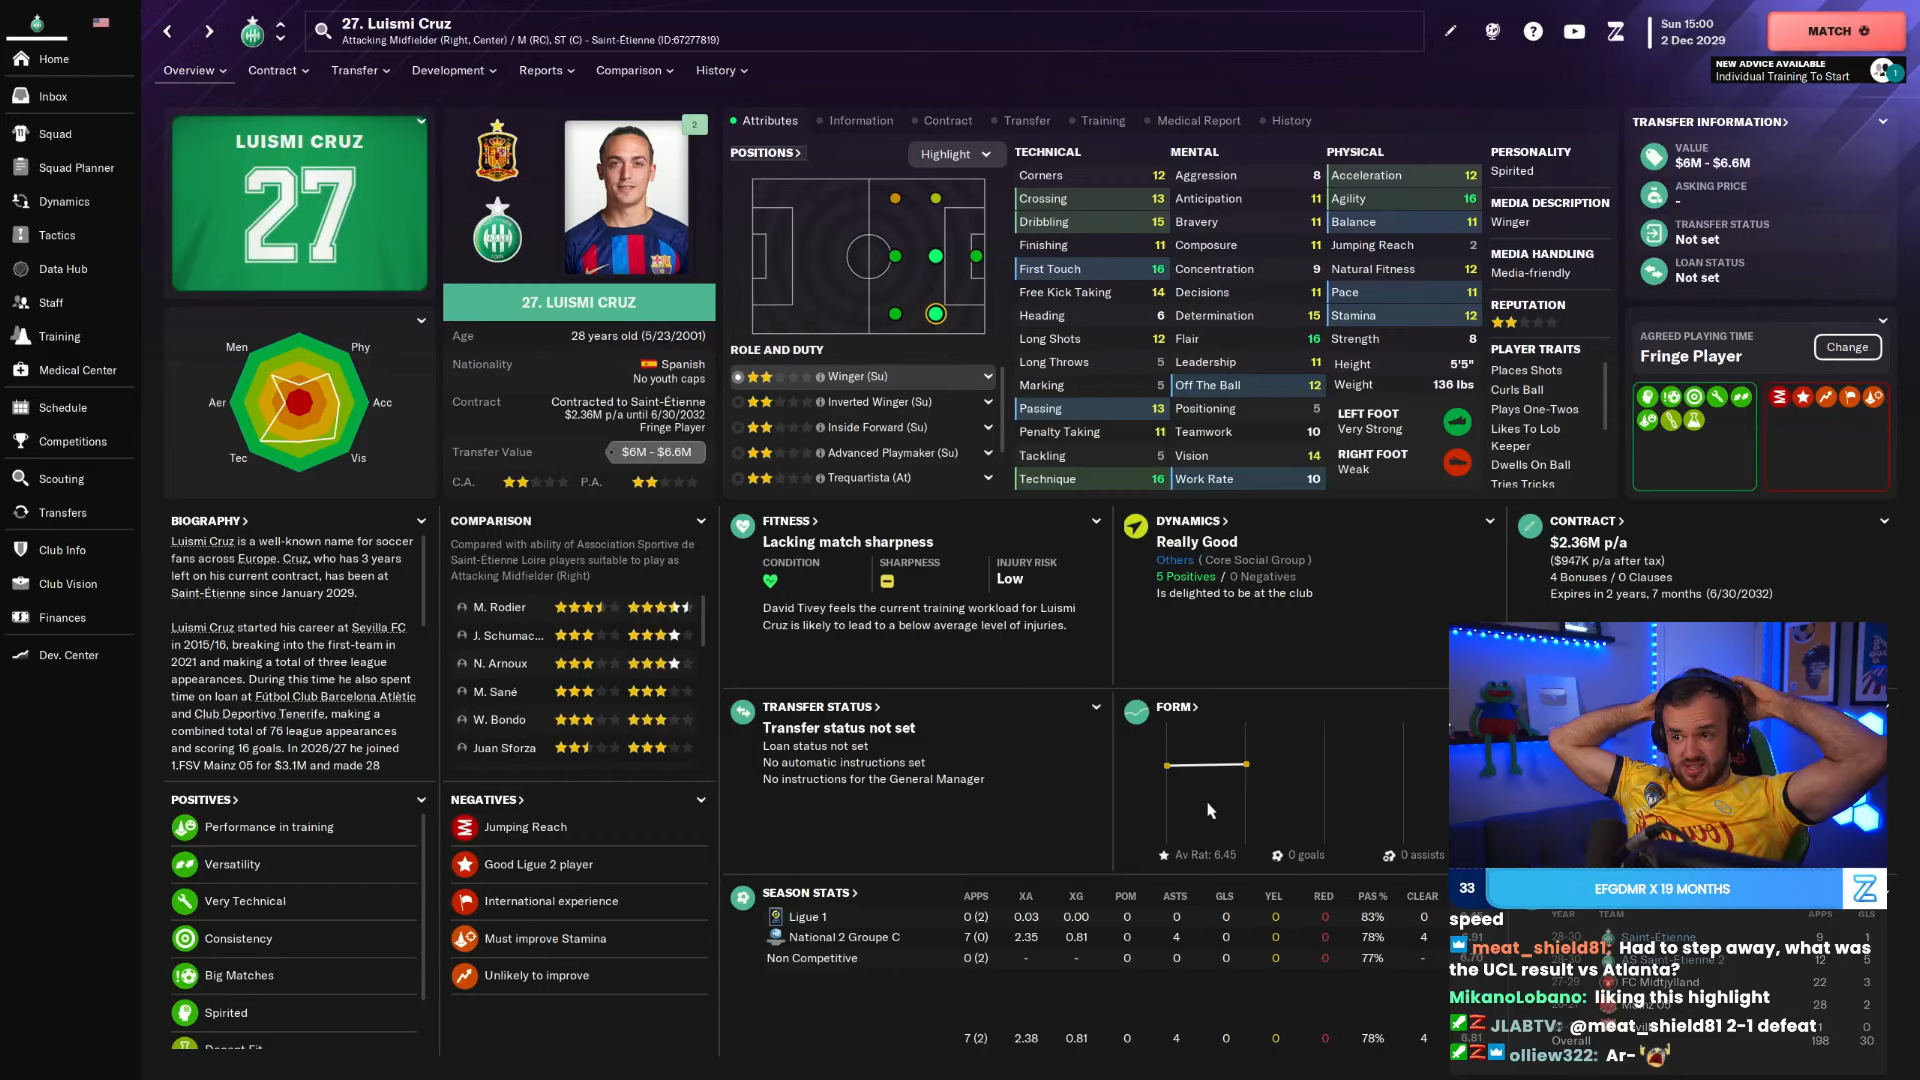 27. Luismi Cruz
Attacking Midfielder (Right, Center) / M (RC), ST (C) - Saint-Étienne (ID:67277819)
Sun 15:00
2 Dec 2029
MATCH
NEW ADVICE AVAILABLE
Individual Training To Start
1
Overview
Contract
Transfer
Development
Reports
Comparison
History
Home
Inbox
Squad
Squad Planner
Dynamics
Tactics
Data Hub
Staff
Training
Medical Center
Schedule
Competitions
Scouting
Transfers
Club Info
Club Vision
Finances
Dev. Center
LUISMI CRUZ
27
Men
Phy
Aer
Acc
Tec
Vis
2
27. LUISMI CRUZ
Age 28 years old (5/23/2001)
Nationality Spanish
No youth caps
Contract Contracted to Saint-Étienne
$2.36M p/a until 6/30/2032
Fringe Player
Transfer Value $6M - $6.6M
C.A. P.A.
Attributes
Information
Contract
Transfer
Training
Medical Report
History
POSITIONS >
Highlight
ROLE AND DUTY
Winger (Su)
Inverted Winger (Su)
Inside Forward (Su)
Advanced Playmaker (Su)
Trequartista (At)
TECHNICAL
Corners 12
Crossing 13
Dribbling 15
Finishing 11
First Touch 16
Free Kick Taking 14
Heading 6
Long Shots 12
Long Throws 5
Marking 5
Passing 13
Penalty Taking 11
Tackling 5
Technique 16
MENTAL
Aggression 8
Anticipation 11
Bravery 11
Composure 11
Concentration 9
Decisions 11
Determination 15
Flair 16
Leadership 11
Off The Ball 12
Positioning 5
Teamwork 10
Vision 14
Work Rate 10
PHYSICAL
Acceleration 12
Agility 16
Balance 11
Jumping Reach 2
Natural Fitness 12
Pace 11
Stamina 12
Strength 8
Height 5'5"
Weight 136 lbs
LEFT FOOT
Very Strong
RIGHT FOOT
Weak
PERSONALITY
Spirited
MEDIA DESCRIPTION
Winger
MEDIA HANDLING
Media-friendly
REPUTATION
PLAYER TRAITS
Places Shots
Curls Ball
Plays One-Twos
Likes To Lob
Keeper
Dwells On Ball
Tries Tricks
TRANSFER INFORMATION >
VALUE
$6M - $6.6M
ASKING PRICE
-
TRANSFER STATUS
Not set
LOAN STATUS
Not set
AGREED PLAYING TIME
Fringe Player
Change
BIOGRAPHY >
Luismi Cruz is a well-known name for soccer
fans across Europe. Cruz, who has 3 years
left on his current contract, has been at
Saint-Étienne since January 2029.
Luismi Cruz started his career at Sevilla FC
in 2015/16, breaking into the first-team in
2021 and making a total of three league
appearances. During this time he also spent
time on loan at Fútbol Club Barcelona Atlètic
and Club Deportivo Tenerife, making a
combined total of 76 league appearances
and scoring 16 goals. In 2026/27 he joined
1.FSV Mainz 05 for $3.1M and made 28
COMPARISON
Compared with ability of Association Sportive de
Saint-Étienne Loire players suitable to play as
Attacking Midfielder (Right)
M. Rodier
J. Schumac...
N. Arnoux
M. Sané
W. Bondo
Juan Sforza
FITNESS >
Lacking match sharpness
CONDITION
SHARPNESS
INJURY RISK
Low
David Tivey feels the current training workload for Luismi
Cruz is likely to lead to a below average level of injuries.
DYNAMICS >
Really Good
Others ( Core Social Group )
5 Positives / 0 Negatives
Is delighted to be at the club
CONTRACT >
$2.36M p/a
($947K p/a after tax)
4 Bonuses / 0 Clauses
Expires in 2 years, 7 months (6/30/2032)
TRANSFER STATUS >
Transfer status not set
Loan status not set
No automatic instructions set
No instructions for the General Manager
FORM >
Av Rat: 6.45
0 goals
0 assists
POSITIVES >
Performance in training
Versatility
Very Technical
Consistency
Big Matches
Spirited
NEGATIVES >
Jumping Reach
Good Ligue 2 player
International experience
Must improve Stamina
Unlikely to improve
SEASON STATS >
APPS XA XG POM ASTS GLS YEL RED PAS % CLEAR
Ligue 1 0 (2) 0.03 0.00 0 0 0 0 0 83% 0
National 2 Groupe C 7 (0) 2.35 0.81 0 4 0 0 0 78% 4
Non Competitive 0 (2) - - 0 0 0 0 0 77% -
7 (2) 2.38 0.81 0 4 0 0 0 78% 4
33
EFGDMR X 19 MONTHS
YEAR TEAM APPS GLS
Saint-Étienne 9 1
AS Saint-Étienne 2 12 5
FC Midtjylland 22 3
28 2
Overall 198 30
speed
meat_shield81: Had to step away, what was
the UCL result vs Atlanta?
MikanoLobano: liking this highlight
JLABTV: @meat_shield81 2-1 defeat
olliew322: Ar-